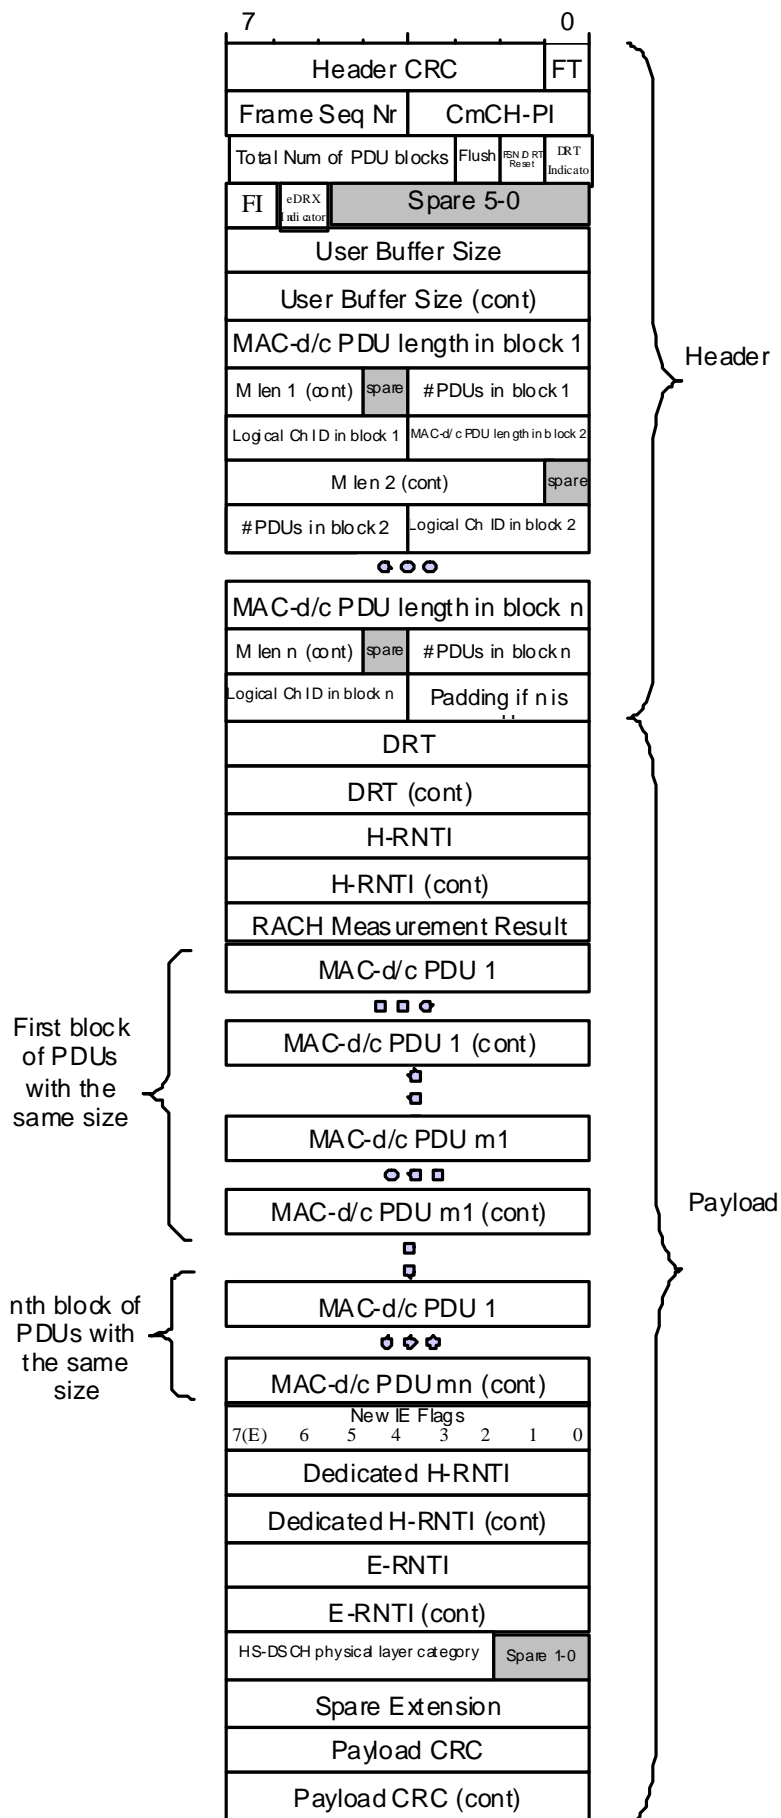 7 0
Header CRC FT
Frame Seq Nr CmCH-PI
Total Num of PDU blocks Flush FSN/DRT Reset DRT Indicato
FI eDRX Indicator Spare 5-0
User Buffer Size
User Buffer Size (cont)
MAC-d/c PDU length in block 1
Header
M len 1 (cont) spare #PDUs in block 1
Logical Ch ID in block 1 MAC-d/c PDU length in block 2
M len 2 (cont) spare
#PDUs in block 2 Logical Ch ID in block 2
MAC-d/c PDU length in block n
M len n (cont) spare #PDUs in block n
Logical Ch ID in block n Padding if n is
DRT
DRT (cont)
H-RNTI
H-RNTI (cont)
RACH Measurement Result
MAC-d/c PDU 1
First block
of PDUs
with the
same size
MAC-d/c PDU 1 (cont)
MAC-d/c PDU m1
MAC-d/c PDU m1 (cont)
Payload
nth block of
PDUs with
the same
size
MAC-d/c PDU 1
MAC-d/c PDU mn (cont)
New IE Flags
7(E) 6 5 4 3 2 1 0
Dedicated H-RNTI
Dedicated H-RNTI (cont)
E-RNTI
E-RNTI (cont)
HS-DSCH physical layer category Spare 1-0
Spare Extension
Payload CRC
Payload CRC (cont)